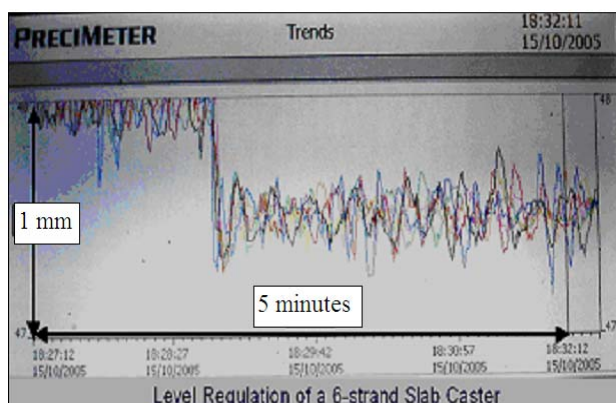 PRECIMETER
Trends
18:32:11
15/10/2005
48
1 mm
5 minutes
47
47
18:27:12 18:28:27 18:29:42 18:30:57 18:32:12
15/10/2005 15/10/2005 15/10/2005 15/10/2005 15/10/2005
Level Regulation of a 6-strand Slab Caster